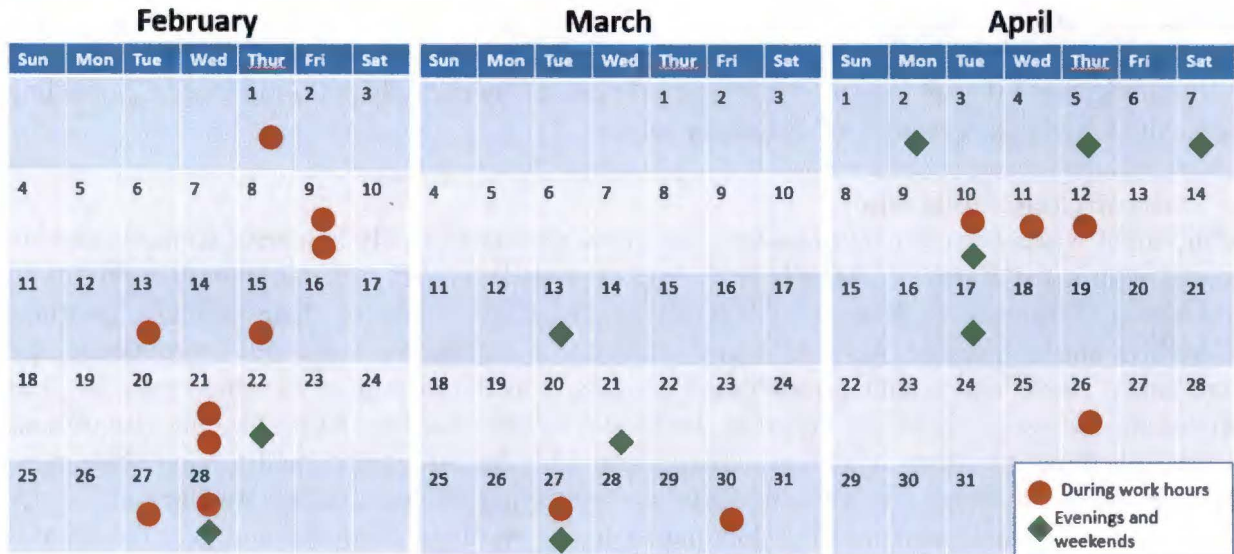 February March April
Sun Mon Tue Wed Thur Fri Sat Sun Mon Tue Wed Thur Fri Sat Sun Mon Tue Wed Thur Fri Sat
1 2 3 1 2 3 1 2 3 4 5 6 7
4 5 6 7 8 9 10 4 5 6 7 8 9 10 8 9 10 11 12 13 14
11 12 13 14 15 16 17 11 12 13 14 15 16 17 15 16 17 18 19 20 21
18 19 20 21 22 23 24 18 19 20 21 22 23 24 22 23 24 25 26 27 28
25 26 27 28 25 26 27 28 29 30 31 29 30 31
During work hours
Evenings and
weekends